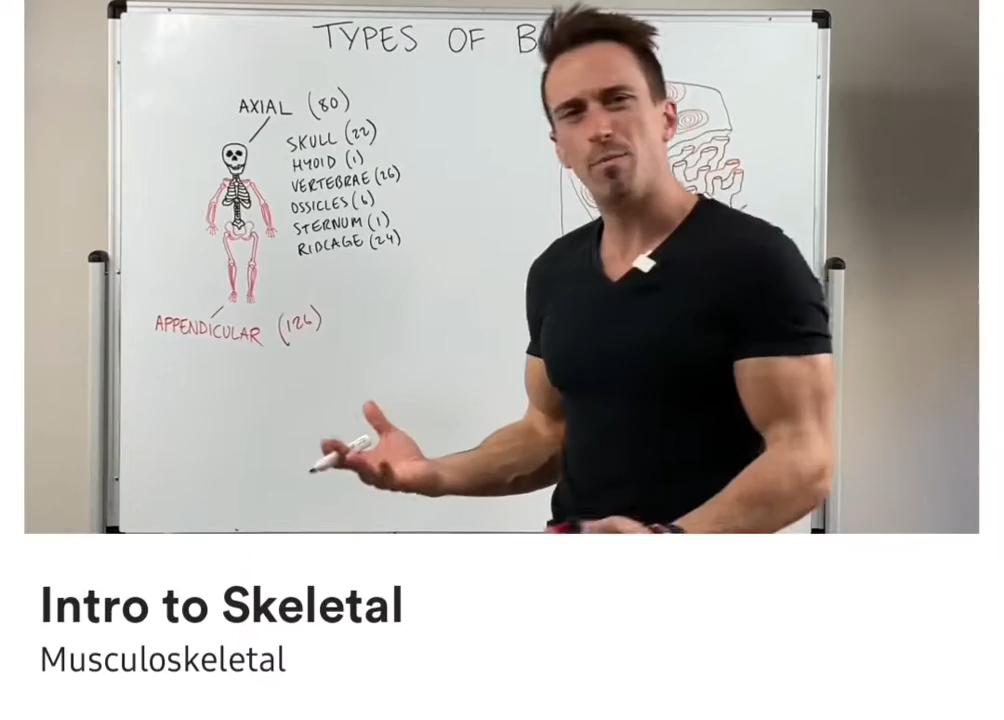 TYPES OF B
AXIAL (80)
SKULL (22)
HYOID (1)
VERTEBRAE (26)
OSSICLES (6)
STERNUM (1)
RIDCAGE (24)
APPENDICULAR (126)
Intro to Skeletal
Musculoskeletal